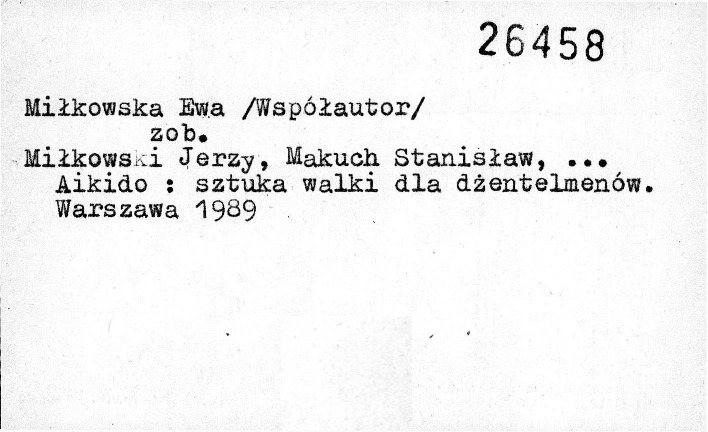 26458
Miłkowska Ewa /Współautor/
zob.
Miłkowski Jerzy, Makuch Stanisław, ...
Aikido : sztuka walki dla dżentelmenów.
Warszawa 1989